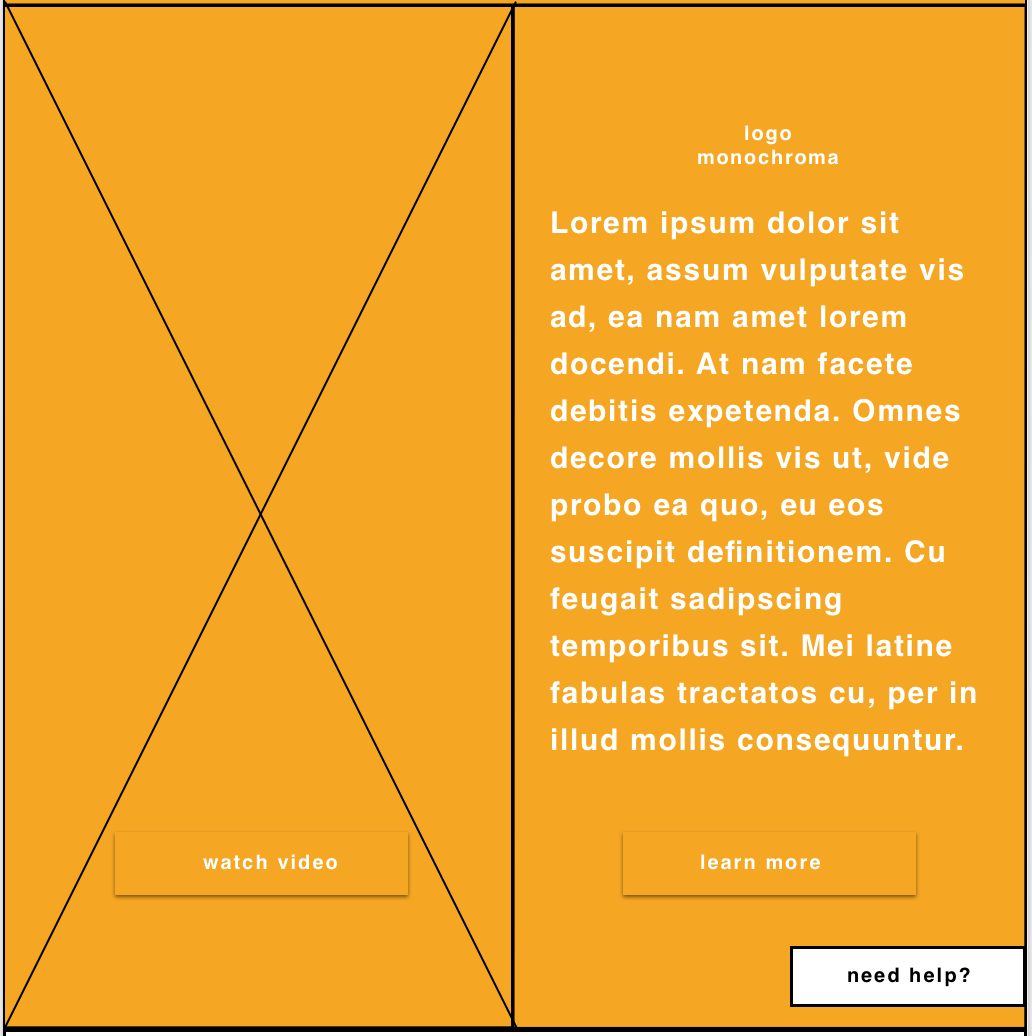 logo
monochroma
Lorem ipsum dolor sit
amet, assum vulputate vis
ad, ea nam amet lorem
docendi. At nam facete
debitis expetenda. Omnes
decore mollis vis ut, vide
probo ea quo, eu eos
suscipit definitionem. Cu
feugait sadipscing
temporibus sit. Mei latine
fabulas tractatos cu, per in
illud mollis consequuntur.
watch video
learn more
need help?